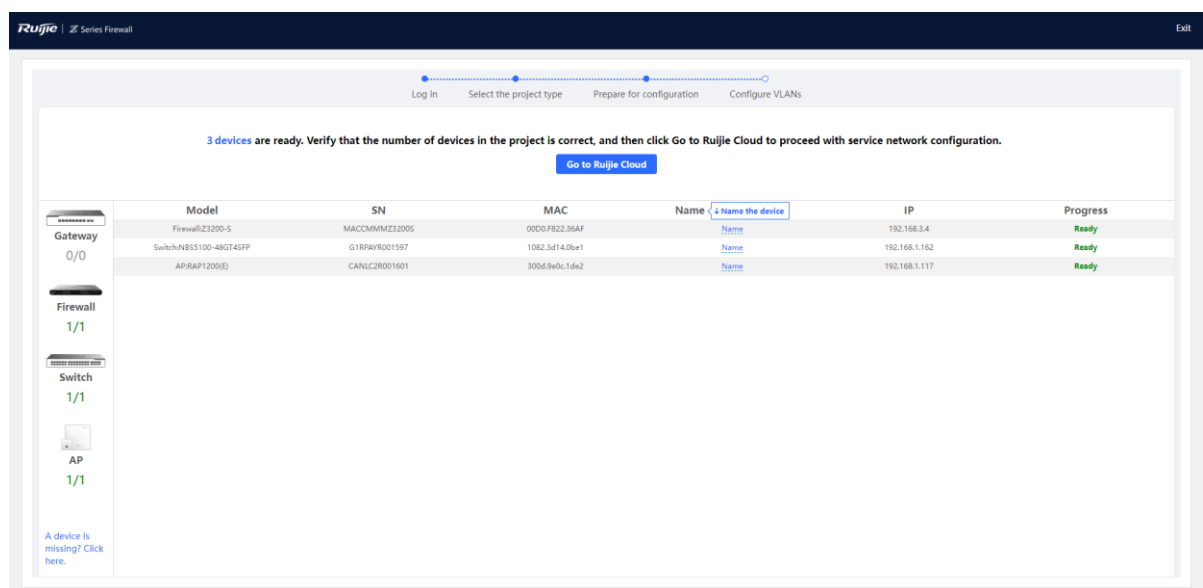 Ruijie | Z Series Firewall Exit
Log in Select the project type Prepare for configuration Configure VLANs
3 devices are ready. Verify that the number of devices in the project is correct, and then click Go to Ruijie Cloud to proceed with service network configuration.
Go to Ruijie Cloud
Model SN MAC Name ↓ Name the device IP Progress
Firewall:Z3200-S MACCMMMZ3200S 00D0.F822.36AF Name 192.168.3.4 Ready
Switch:NBS5100-48GT4SFP G1RPAYR001597 1082.3d14.0be1 Name 192.168.1.162 Ready
AP:RAP1200(E) CANLC2R001601 300d.9e0c.1de2 Name 192.168.1.117 Ready
Gateway
0/0
Firewall
1/1
Switch
1/1
AP
1/1
A device is
missing? Click
here.